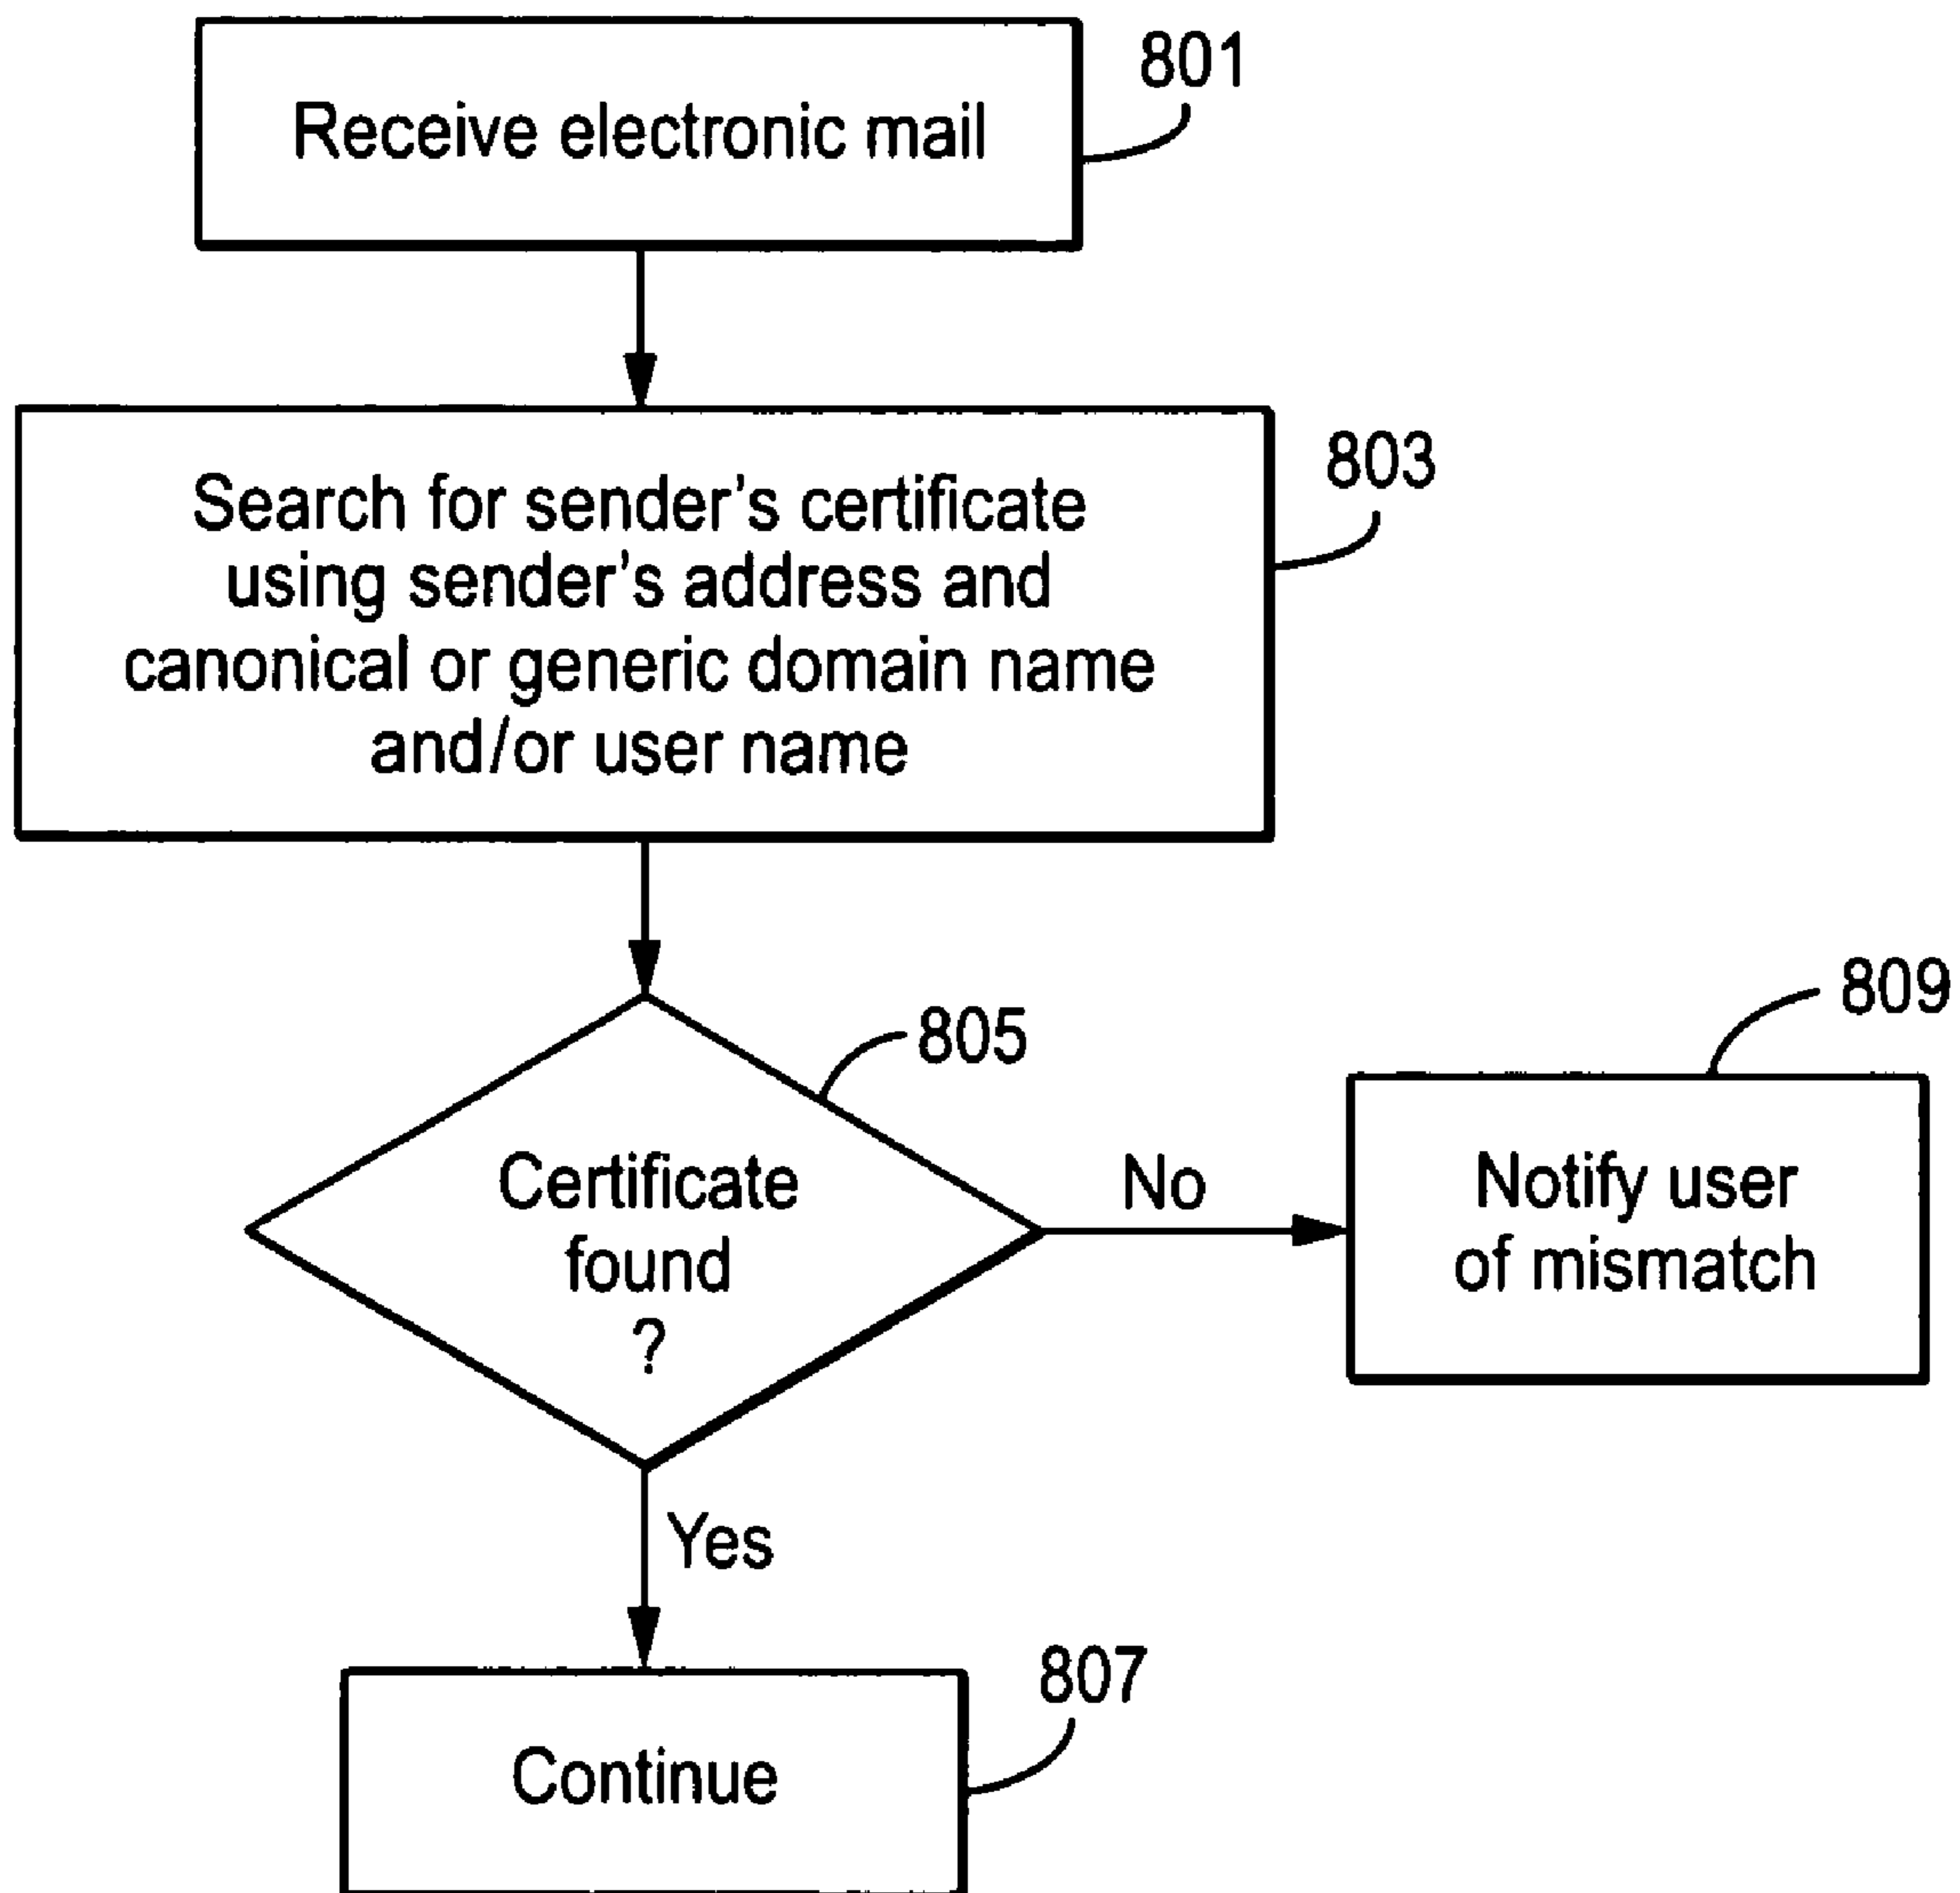 Receive electronic mail
801
Search for sender's certificate
using sender's address and
canonical or generic domain name
and/or user name
803
Certificate
found
?
805
No
Notify user
of mismatch
809
Yes
Continue
807